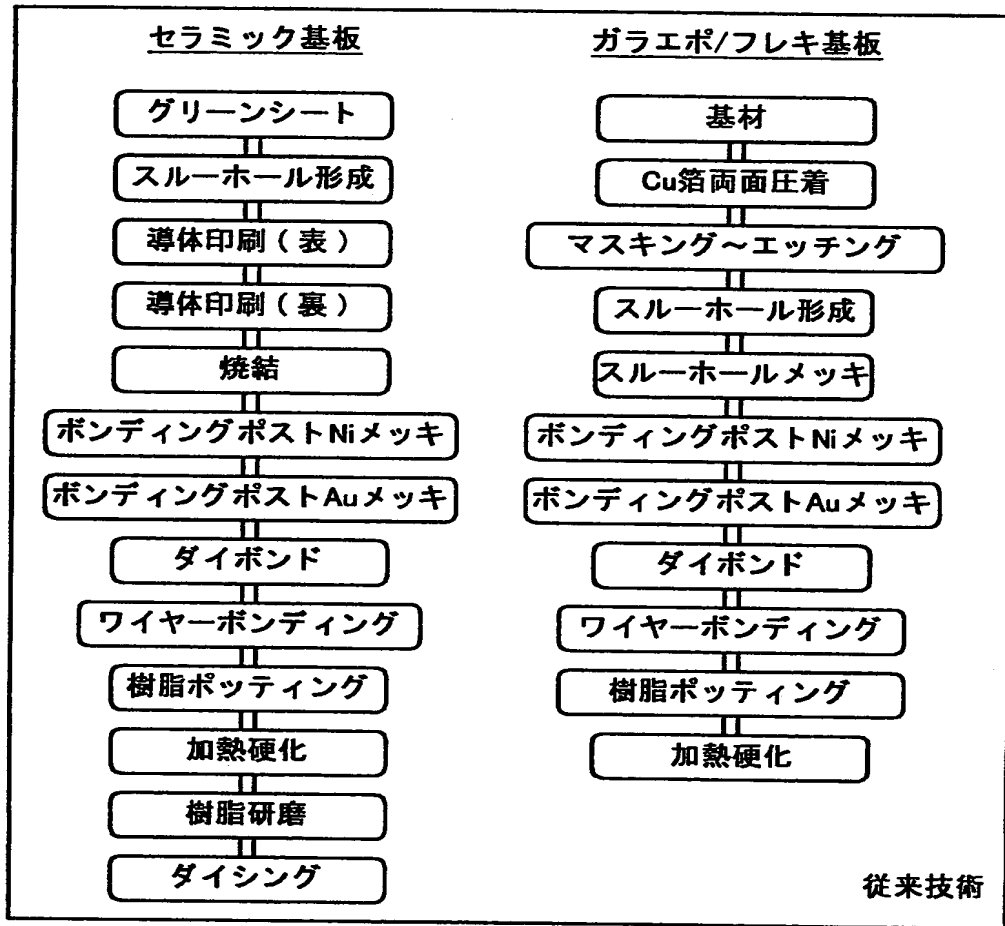 セラミック基板
グリーンシート
スルーホール形成
導体印刷(表)
導体印刷(裏)
焼結
ボンディングポストNiメッキ
ボンディングポストAuメッキ
ダイボンド
ワイヤーボンディング
樹脂ポッティング
加熱硬化
樹脂研磨
ダイシング
ガラエポ/フレキ基板
基材
Cu箔両面圧着
マスキング~エッチング
スルーホール形成
スルーホールメッキ
ボンディングポストNiメッキ
ボンディングポストAuメッキ
ダイボンド
ワイヤーボンディング
樹脂ポッティング
加熱硬化
従来技術